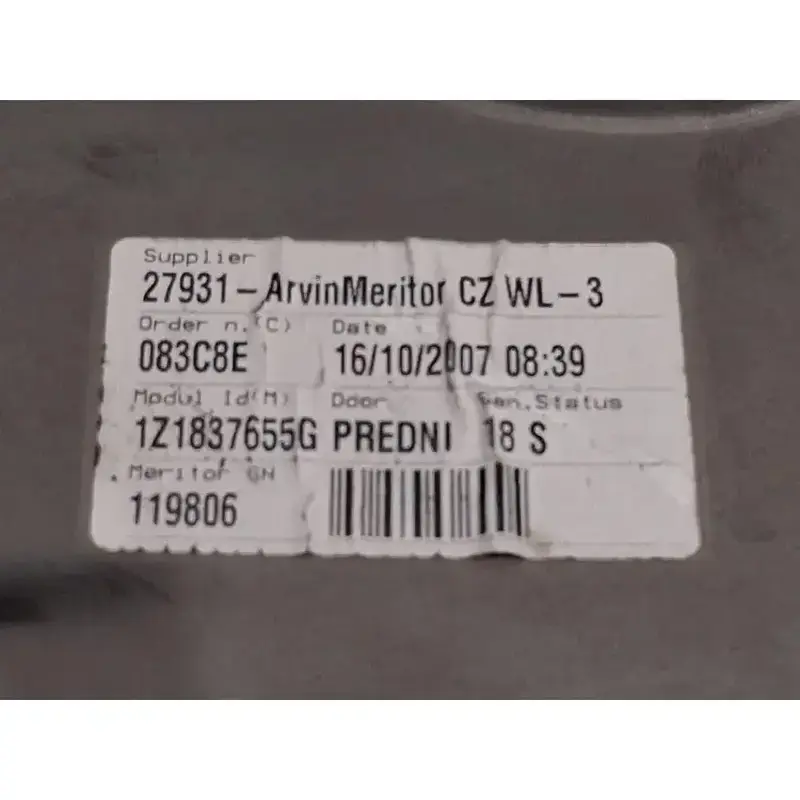 Supplier
27931-ArvinMeritor CZ WL-3
Order n.(C) Date
083C8E 16/10/2007 08:39
Modul Id(M) Door Gen.Status
1Z1837655G PREDNI 18 S
Meritor GN
119806